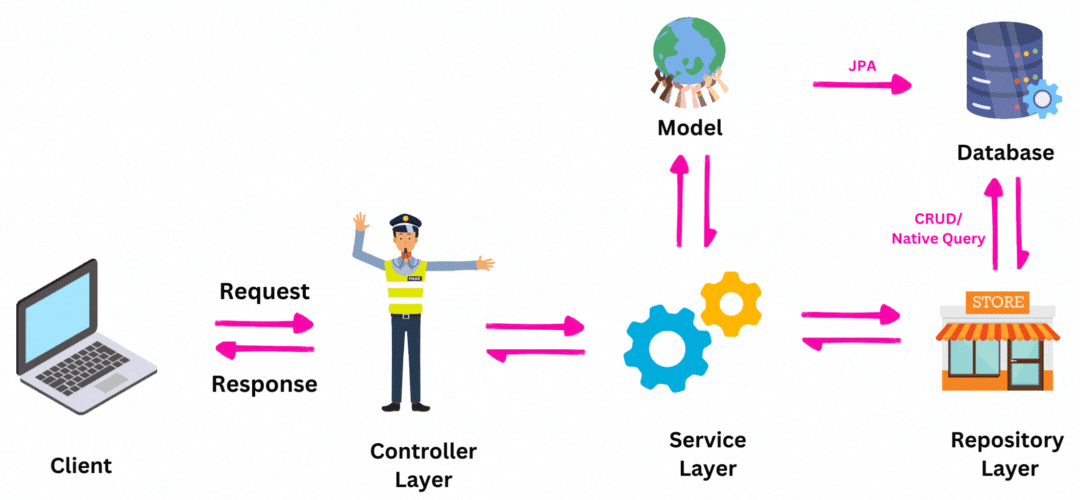 JPA
Model
Database
CRUD/
Native Query
Request
Response
POLICE
STORE
Client
Controller
Layer
Service
Layer
Repository
Layer